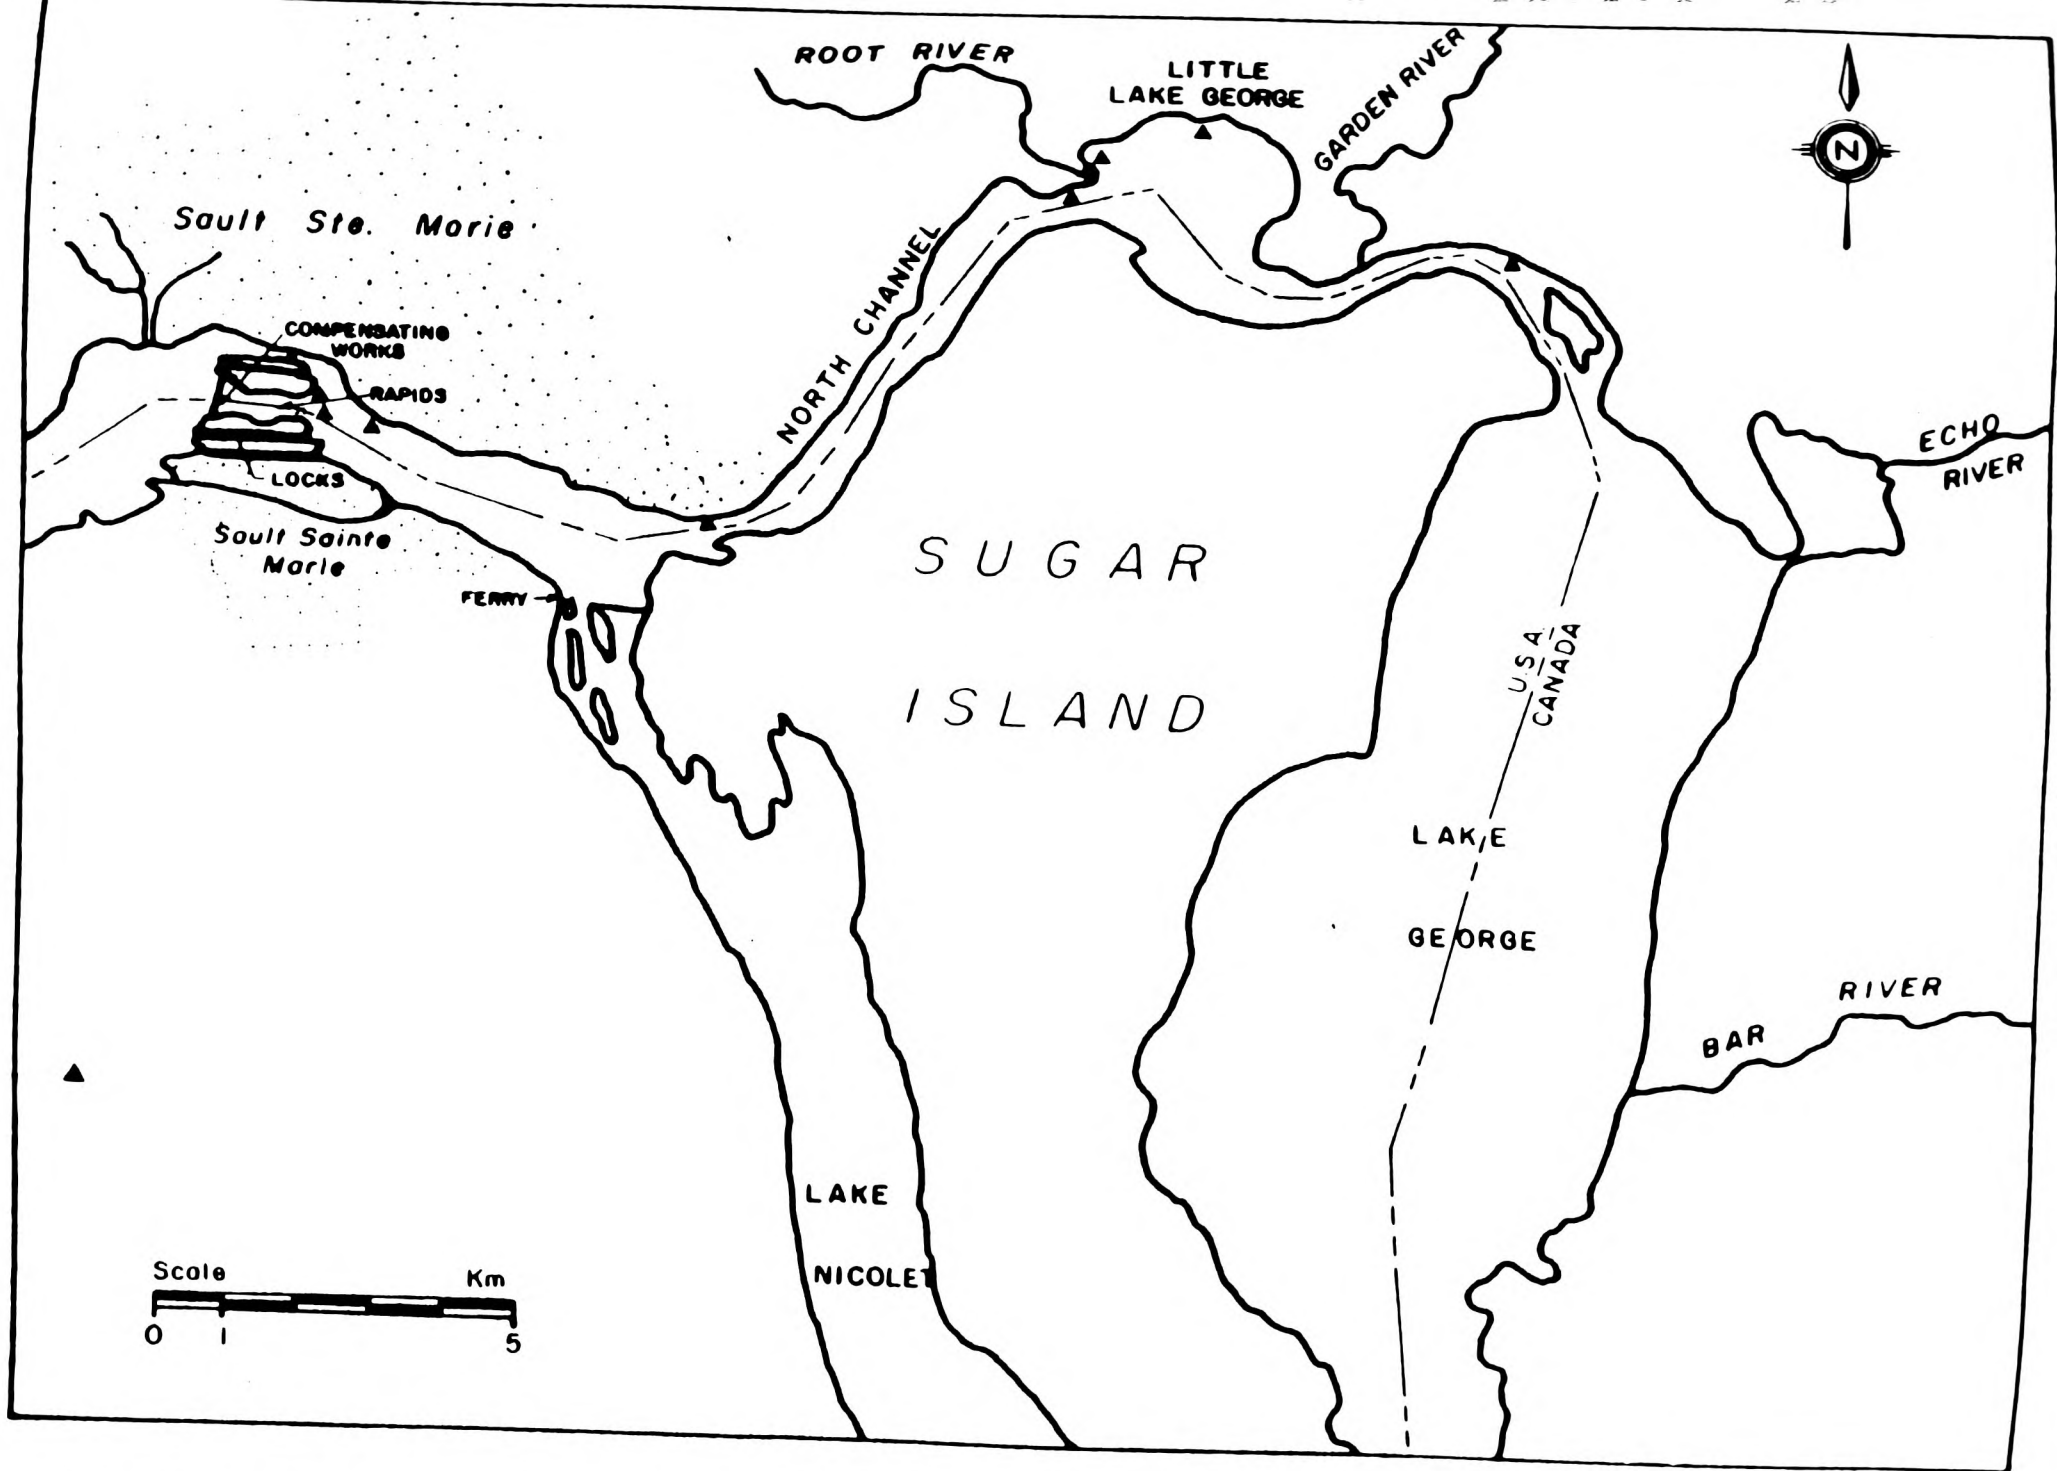 ROOT RIVER
LITTLE
LAKE GEORGE
GARDEN RIVER
N
Sault Ste. Marie
COMPENSATING
WORKS
RAPIDS
NORTH CHANNEL
LOCKS
Sault Sainte
Marie
FERRY
ECHO
RIVER
SUGAR
ISLAND
U.S.A.
CANADA
LAKE
GEORGE
RIVER
BAR
LAKE
NICOLET
Scale Km
0 1 5